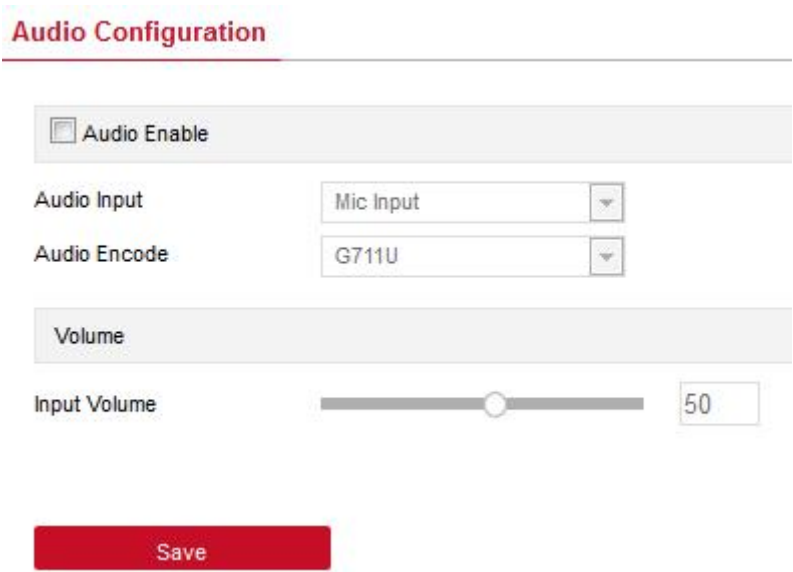 Audio Configuration
Audio Enable
Audio Input Mic Input
Audio Encode G711U
Volume
Input Volume 50
Save